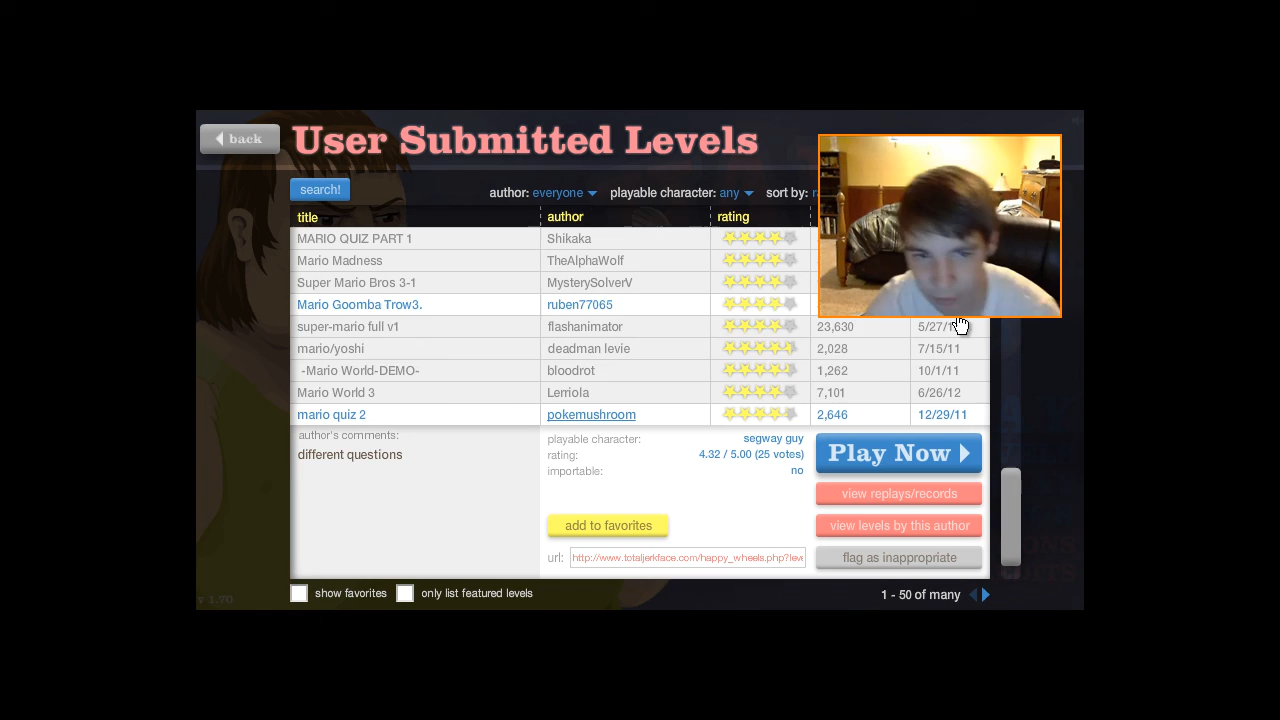 back
User Submitted Levels
search!
author: everyone playable character: any sort by:
title author rating
MARIO QUIZ PART 1 Shikaka
Mario Madness TheAlphaWolf
Super Mario Bros 3-1 MysterySolverV
Mario Goomba Trow3. ruben77065
super-mario full v1 flashanimator 23,630 5/27/1
mario/yoshi deadman levie 2,028 7/15/11
-Mario World-DEMO- bloodrot 1,262 10/1/11
Mario World 3 Lerriola 7,101 6/26/12
mario quiz 2 pokemushroom 2,646 12/29/11
author's comments:
different questions
playable character: segway guy
rating: 4.32 / 5.00 (25 votes)
importable: no
add to favorites
url: http://www.totaljerkface.com/happy_wheels.php?leve
Play Now
view replays/records
view levels by this author
flag as inappropriate
show favorites only list featured levels
1 - 50 of many
v 1.70